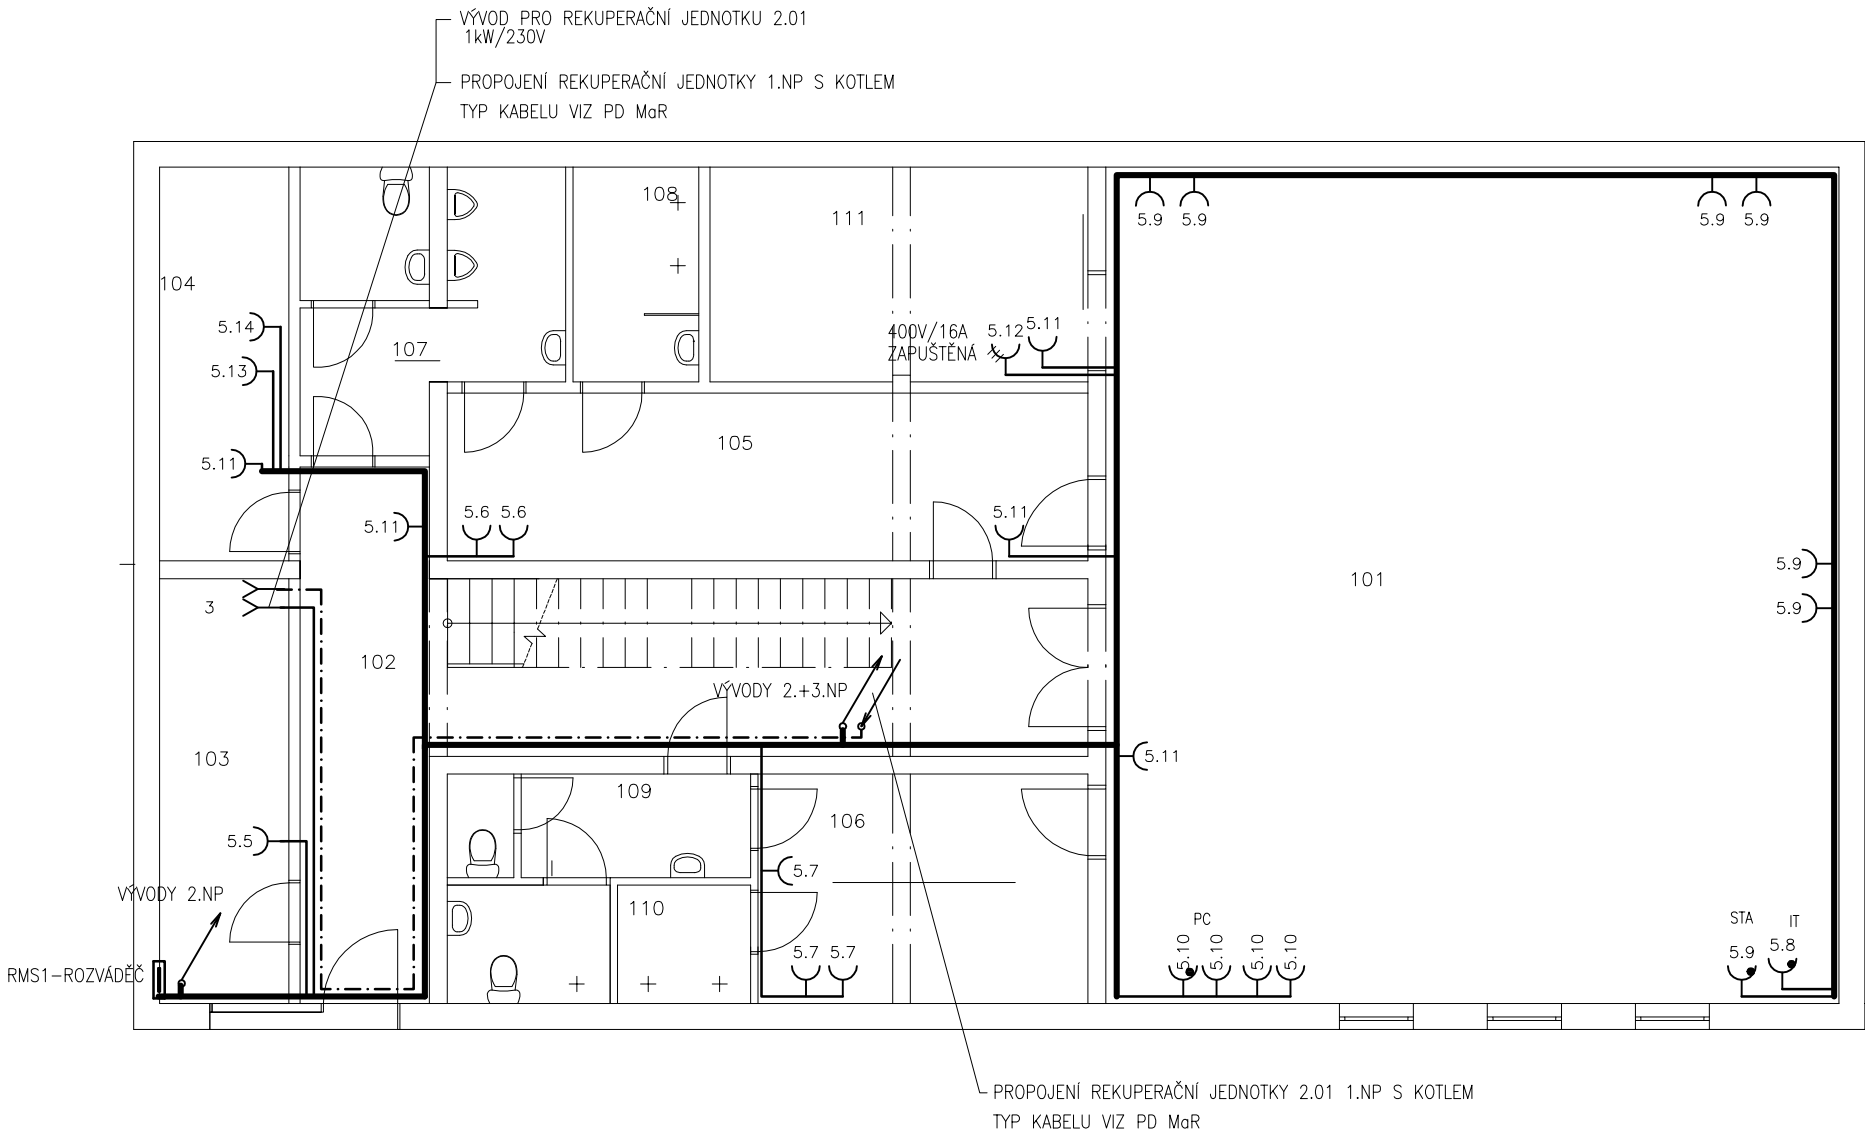 VÝVOD PRO REKUPERAČNÍ JEDNOTKU 2.01
1kW/230V
PROPOJENÍ REKUPERAČNÍ JEDNOTKY 1.NP S KOTLEM
TYP KABELU VIZ PD MaR
108
111
5.9
5.9
5.9
5.9
104
5.14
107
400V/16A
ZAPUŠTĚNÁ
5.12
5.11
5.13
105
5.11
5.6
5.6
5.11
5.11
101
5.9
5.9
3
102
VÝVODY 2.+3.NP
103
5.11
109
106
5.5
5.7
VÝVODY 2.NP
110
PC
STA
IT
5.10
5.10
5.10
5.10
5.9
5.8
5.7
5.7
RMS1-ROZVÁDĚČ
PROPOJENÍ REKUPERAČNÍ JEDNOTKY 2.01 1.NP S KOTLEM
TYP KABELU VIZ PD MaR